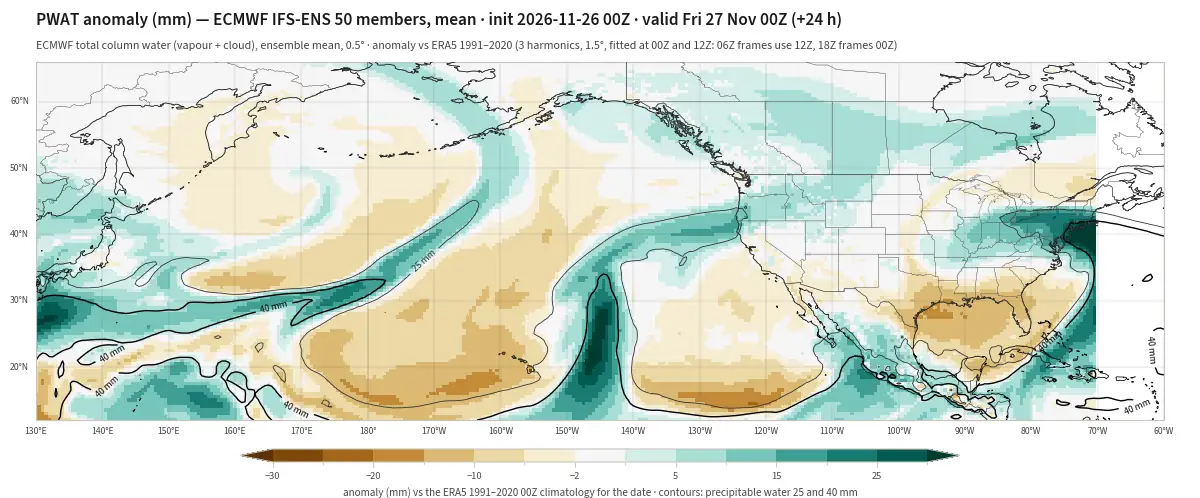 PWAT anomaly (mm) — ECMWF IFS-ENS 50 members, mean · init 2026-11-26 00Z · valid Fri 27 Nov 00Z (+24 h)
ECMWF total column water (vapour + cloud), ensemble mean, 0.5° · anomaly vs ERA5 1991–2020 (3 harmonics, 1.5°, fitted at 00Z and 12Z: 06Z frames use 12Z, 18Z frames 00Z)
60°N
50°N
40°N
30°N
20°N
25 mm
40 mm
40 mm
40 mm
40 mm
40 mm
40 mm
40 mm
130°E 140°E 150°E 160°E 170°E 180° 170°W 160°W 150°W 140°W 130°W 120°W 110°W 100°W 90°W 80°W 70°W 60°W
−30 −20 −10 −2 5 15 25
anomaly (mm) vs the ERA5 1991–2020 00Z climatology for the date · contours: precipitable water 25 and 40 mm